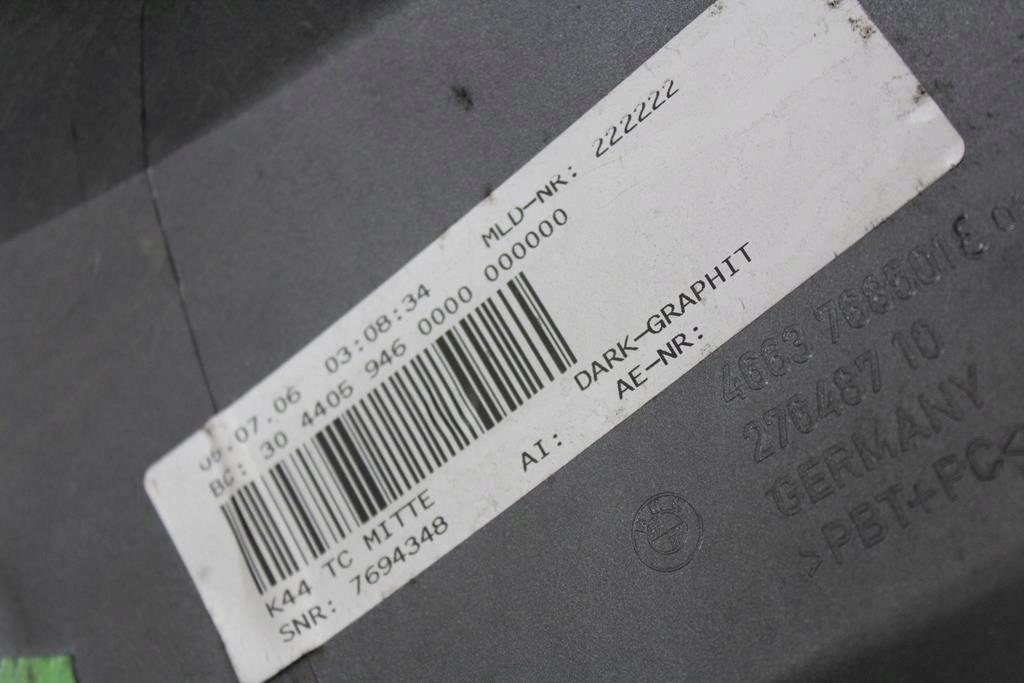 .07.06 03:08:34 MLD-NR: 222222
BC: 30 4405 946 0000 000000
K44 TC MITTE
DARK-GRAPHIT
SNR: 7694348
AI:
AE-NR:
4663
276487 10
GERMANY
>PBT+PC<